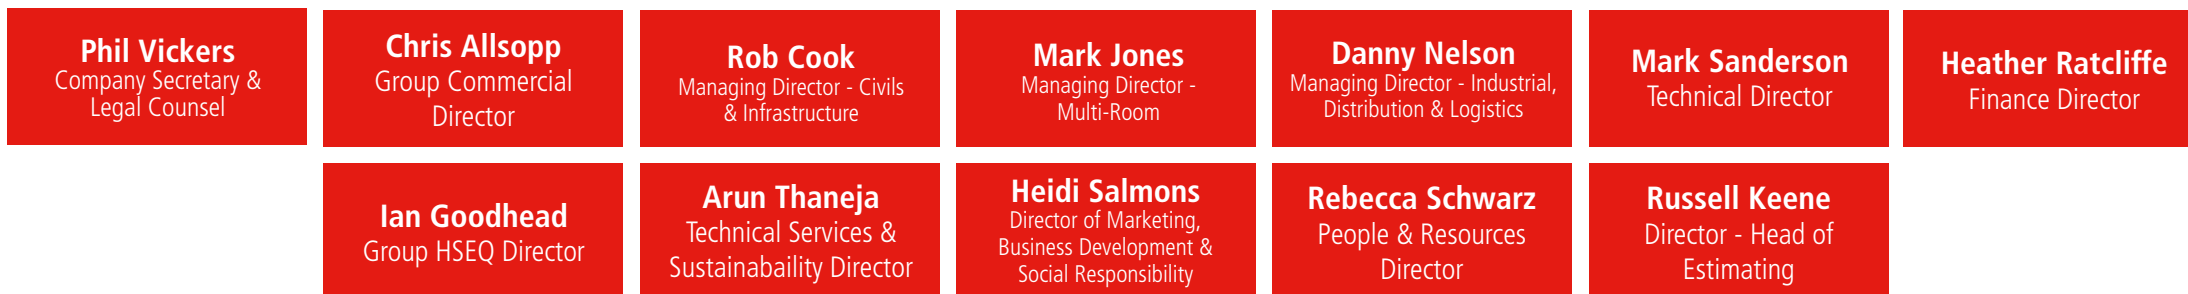 Phil Vickers
Company Secretary &
Legal Counsel
Chris Allsopp
Group Commercial
Director
Rob Cook
Managing Director - Civils
& Infrastructure
Mark Jones
Managing Director -
Multi-Room
Danny Nelson
Managing Director - Industrial,
Distribution & Logistics
Mark Sanderson
Technical Director
Heather Ratcliffe
Finance Director
Ian Goodhead
Group HSEQ Director
Arun Thaneja
Technical Services &
Sustainabaility Director
Heidi Salmons
Director of Marketing,
Business Development &
Social Responsibility
Rebecca Schwarz
People & Resources
Director
Russell Keene
Director - Head of
Estimating